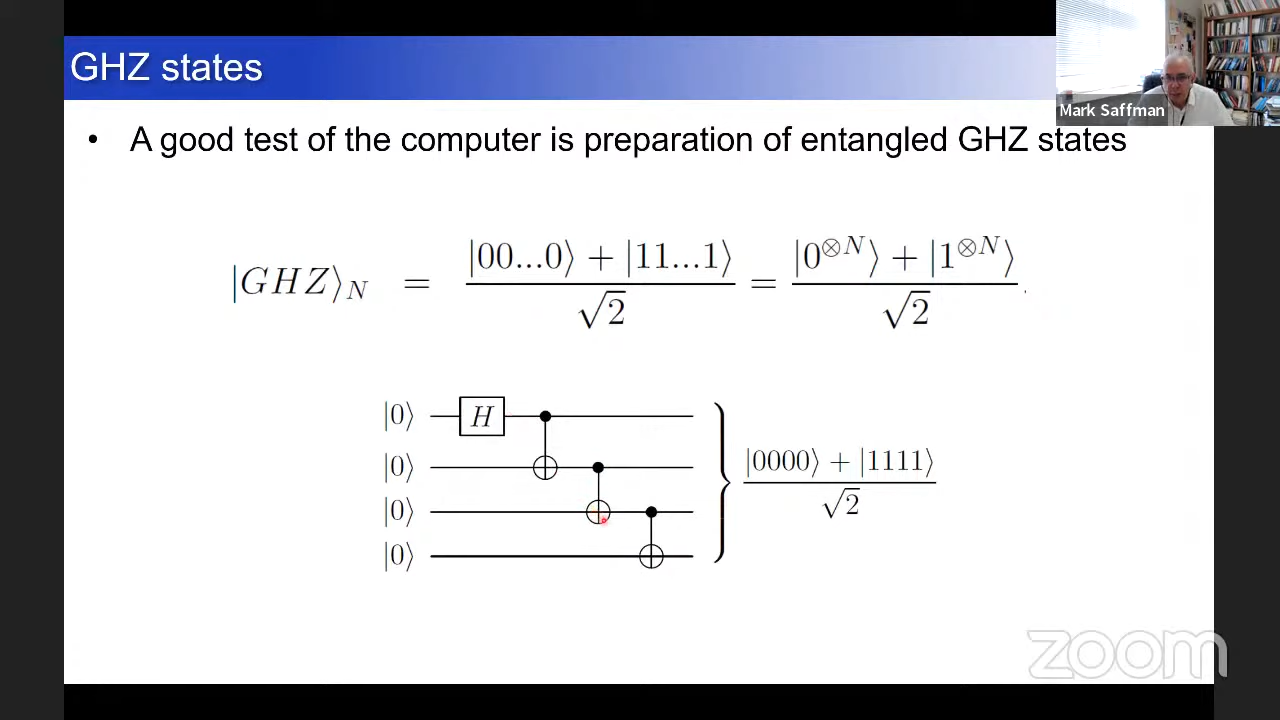 GHZ states
Mark Saffman
• A good test of the computer is preparation of entangled GHZ states
|GHZ⟩_N = (|00...0⟩ + |11...1⟩)/√2 = (|0^{⊗N}⟩ + |1^{⊗N}⟩)/√2.
|0⟩ H
|0⟩
|0⟩
|0⟩
(|0000⟩ + |1111⟩)/√2
zoom